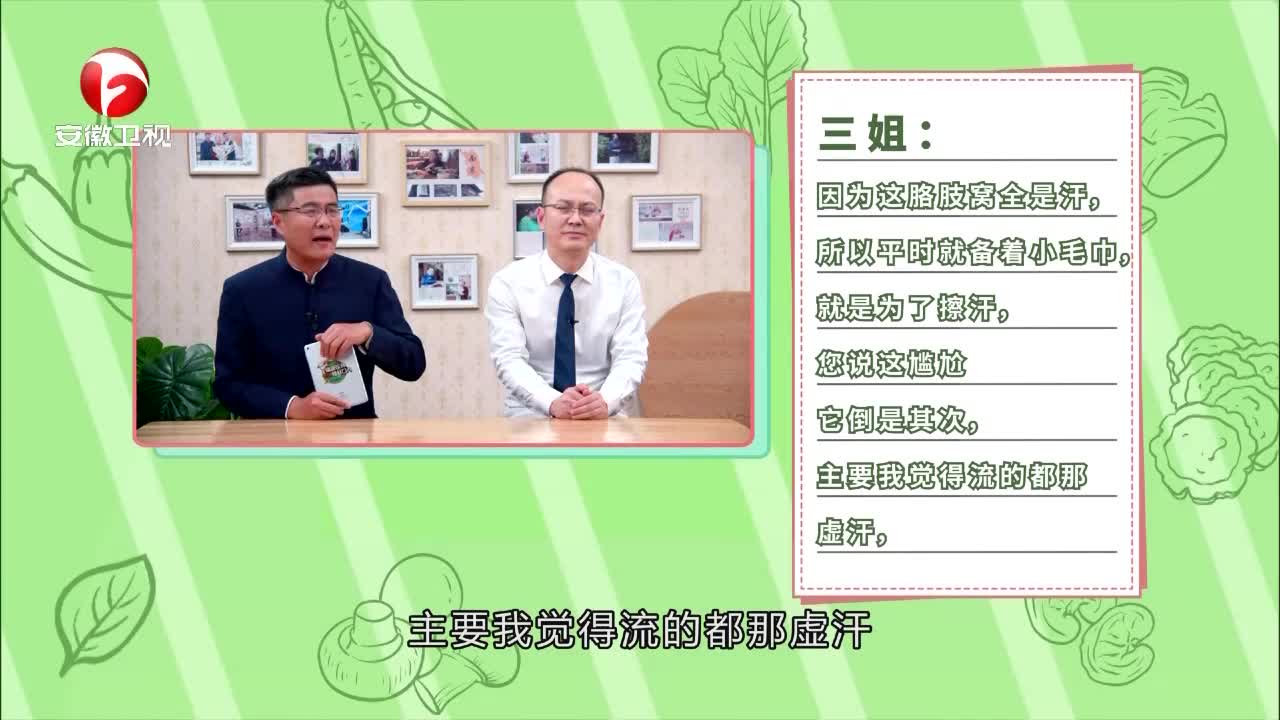 安徽卫视
三姐：
因为这胳肢窝全是汗，
所以平时就备着小毛巾，
就是为了擦汗，
您说这尴尬
它倒是其次，
主要我觉得流的都那
虚汗，
主要我觉得流的都那虚汗